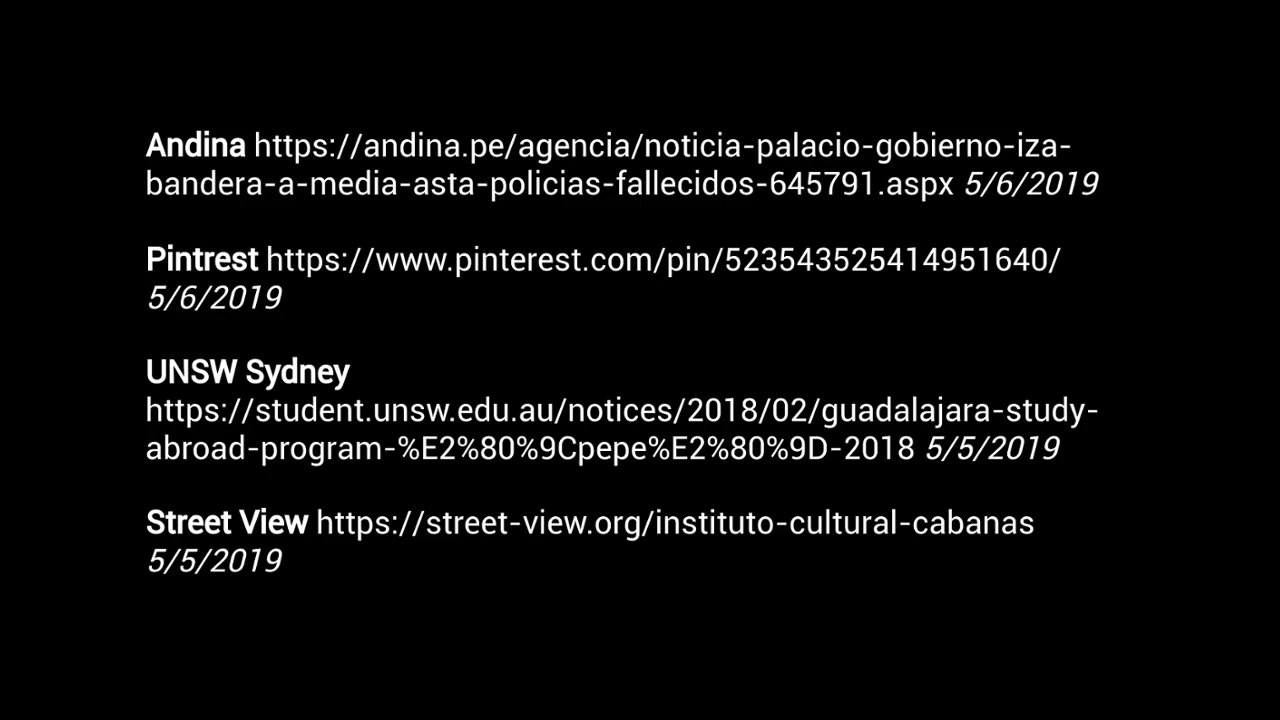 Andina https://andina.pe/agencia/noticia-palacio-gobierno-iza-
bandera-a-media-asta-policias-fallecidos-645791.aspx 5/6/2019
Pintrest https://www.pinterest.com/pin/523543525414951640/
5/6/2019
UNSW Sydney
https://student.unsw.edu.au/notices/2018/02/guadalajara-study-
abroad-program-%E2%80%9Cpepe%E2%80%9D-2018 5/5/2019
Street View https://street-view.org/instituto-cultural-cabanas
5/5/2019